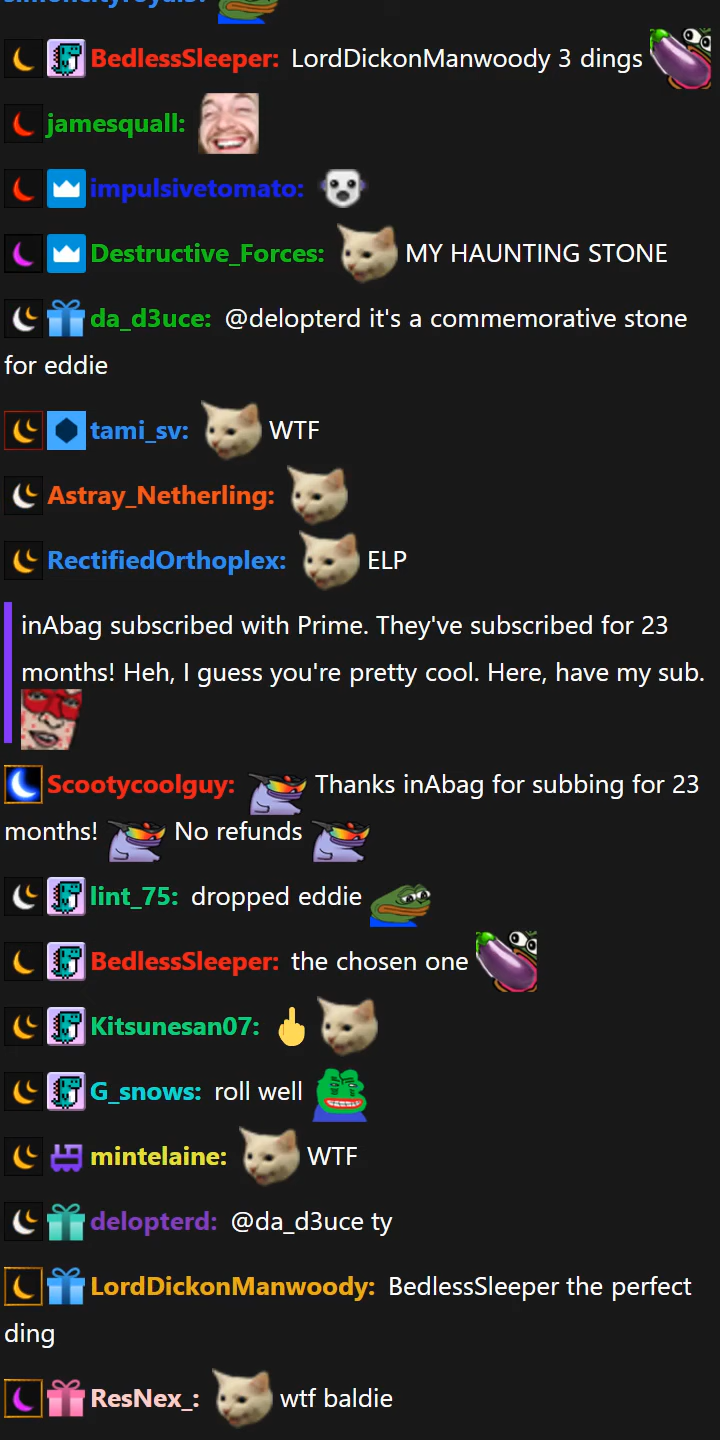 BedlessSleeper: LordDickonManwoody 3 dings
jamesquall:
impulsivetomato:
Destructive_Forces: MY HAUNTING STONE
da_d3uce: @delopterd it's a commemorative stone
for eddie
tami_sv: WTF
Astray_Netherling:
RectifiedOrthoplex: ELP
inAbag subscribed with Prime. They've subscribed for 23
months! Heh, I guess you're pretty cool. Here, have my sub.
Scootycoolguy: Thanks inAbag for subbing for 23
months! No refunds
lint_75: dropped eddie
BedlessSleeper: the chosen one
Kitsunesan07:
G_snows: roll well
mintelaine: WTF
delopterd: @da_d3uce ty
LordDickonManwoody: BedlessSleeper the perfect
ding
ResNex_: wtf baldie